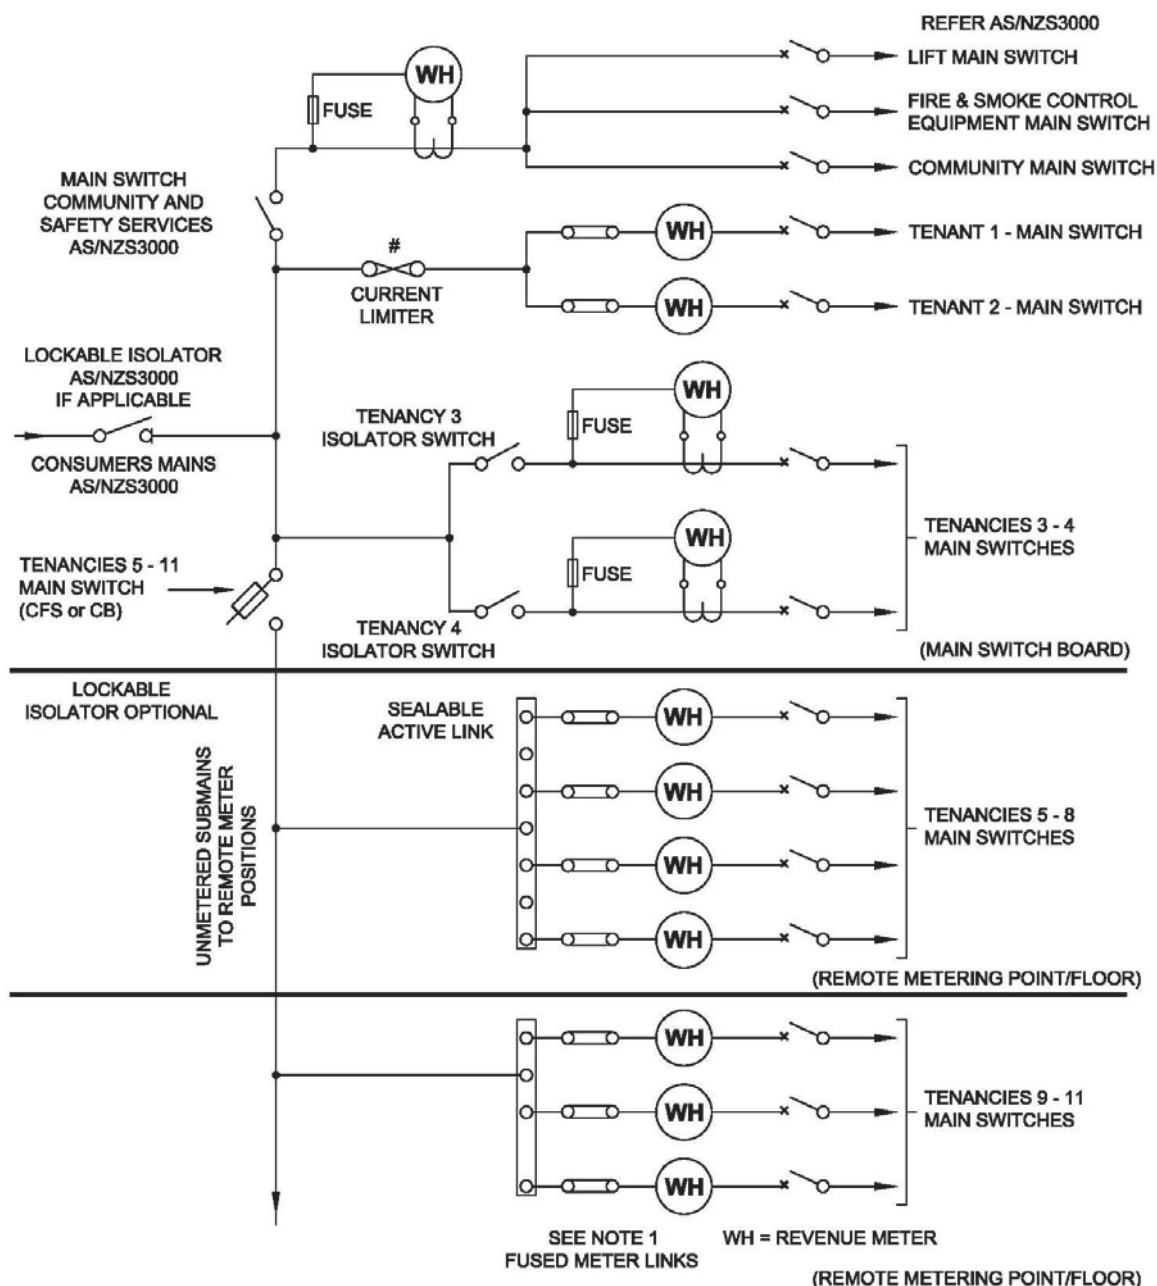 REFER AS/NZS3000
LIFT MAIN SWITCH
WH
FUSE
FIRE & SMOKE CONTROL
EQUIPMENT MAIN SWITCH
COMMUNITY MAIN SWITCH
MAIN SWITCH
COMMUNITY AND
SAFETY SERVICES
AS/NZS3000
WH
TENANT 1 - MAIN SWITCH
#
CURRENT
LIMITER
WH
TENANT 2 - MAIN SWITCH
LOCKABLE ISOLATOR
AS/NZS3000
IF APPLICABLE
CONSUMERS MAINS
AS/NZS3000
TENANCY 3
ISOLATOR SWITCH
WH
FUSE
WH
FUSE
TENANCIES 3 - 4
MAIN SWITCHES
TENANCIES 5 - 11
MAIN SWITCH
(CFS or CB)
TENANCY 4
ISOLATOR SWITCH
(MAIN SWITCH BOARD)
LOCKABLE
ISOLATOR OPTIONAL
SEALABLE
ACTIVE LINK
WH
WH
WH
WH
UNMETERED SUBMAINS
TO REMOTE METER
POSITIONS
TENANCIES 5 - 8
MAIN SWITCHES
(REMOTE METERING POINT/FLOOR)
WH
WH
WH
TENANCIES 9 - 11
MAIN SWITCHES
SEE NOTE 1
FUSED METER LINKS
WH = REVENUE METER
(REMOTE METERING POINT/FLOOR)